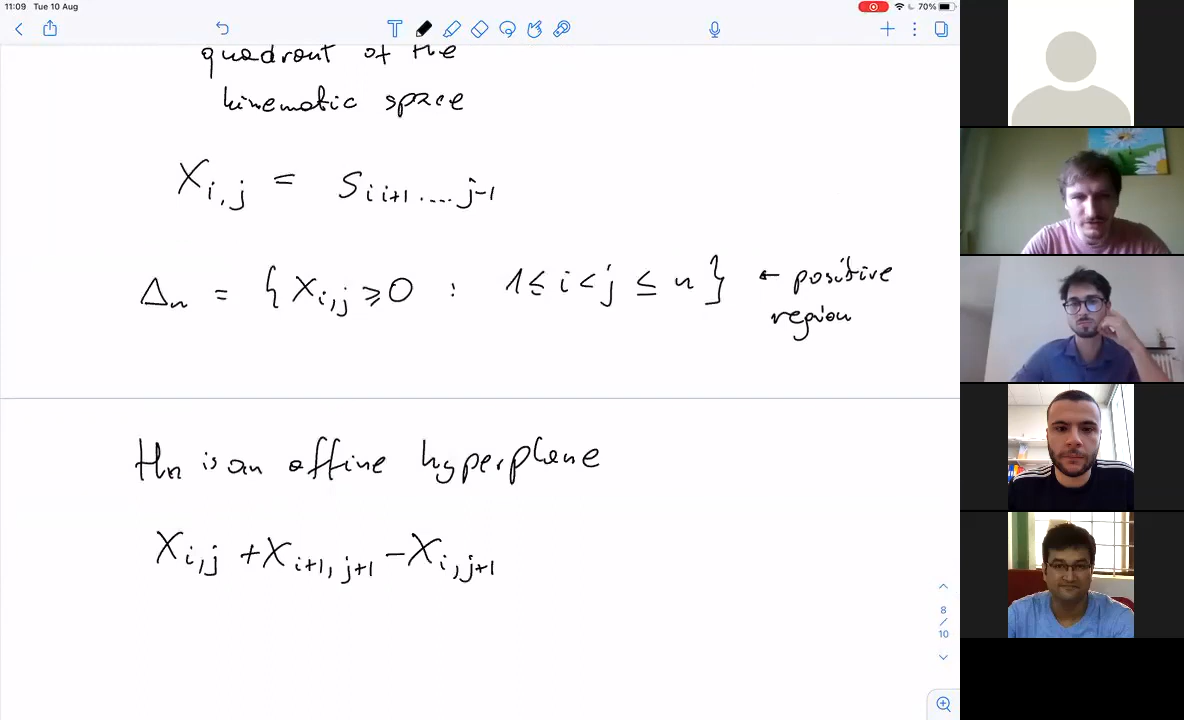 11:09 Tue 10 Aug 70%
quadrant of the
kinematic space
X_{i,j} = S_{i i+1 .... j-1}
Δ_n = { X_{i,j} ≥ 0 : 1 ≤ i < j ≤ n } ← positive
region
H_n is an affine hyperplane
X_{i,j} + X_{i+1, j+1} - X_{i, j+1}
8
/
10